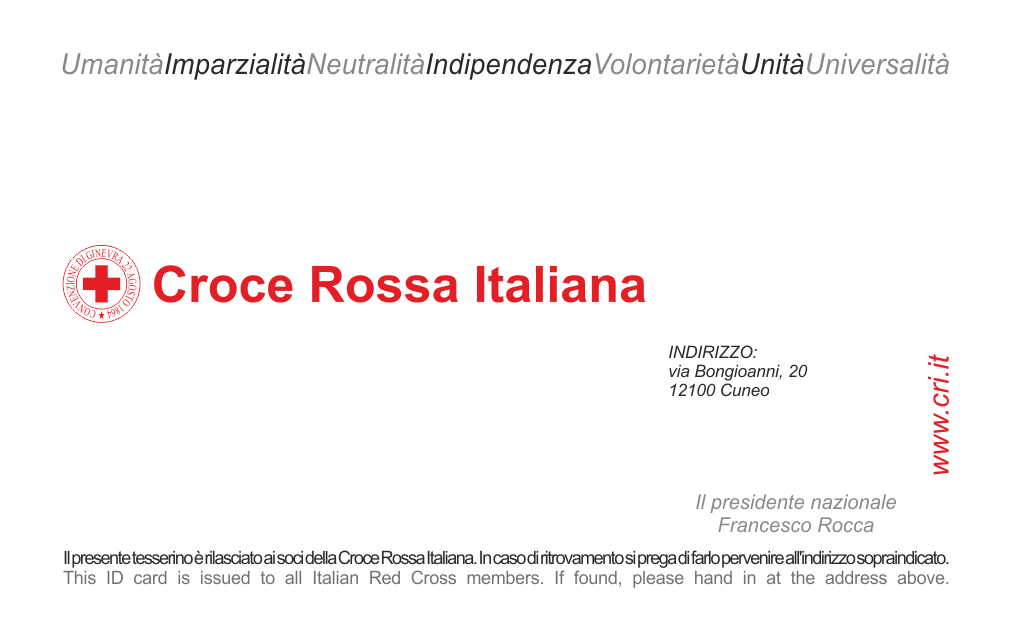 UmanitàImparzialitàNeutralitàIndipendenzaVolontarietàUnitàUniversalità
CONVENZIONE DI GINEVRA 22 AGOSTO 1864
Croce Rossa Italiana
INDIRIZZO:
via Bongioanni, 20
12100 Cuneo
www.cri.it
Il presidente nazionale
Francesco Rocca
Il presente tesserino è rilasciato ai soci della Croce Rossa Italiana. In caso di ritrovamento si prega di farlo pervenire all'indirizzo sopraindicato.
This ID card is issued to all Italian Red Cross members. If found, please hand in at the address above.